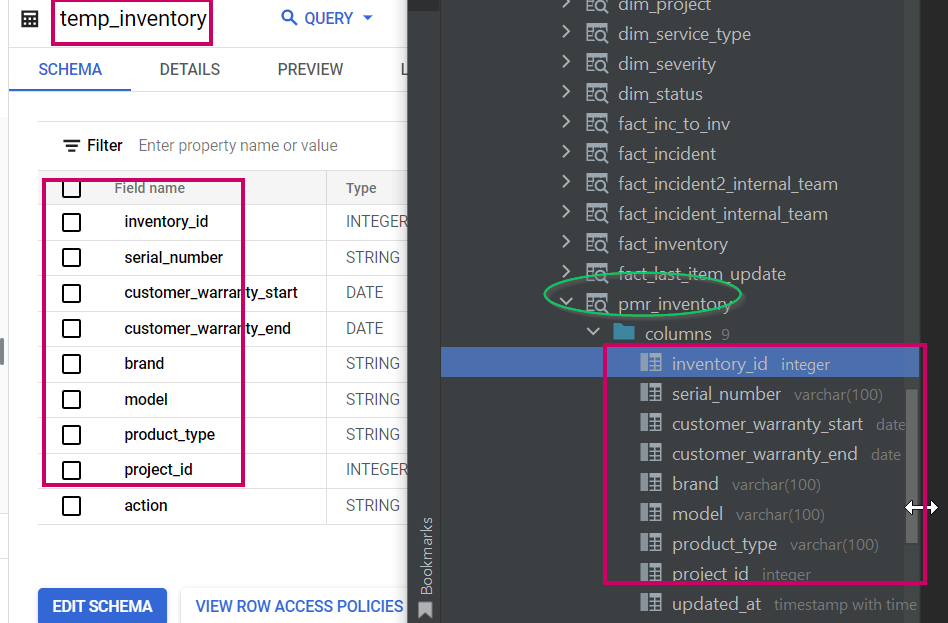 temp_inventory
QUERY
SCHEMA
DETAILS
PREVIEW
Filter Enter property name or value
Field name Type
inventory_id INTEGER
serial_number STRING
customer_warranty_start DATE
customer_warranty_end DATE
brand STRING
model STRING
product_type STRING
project_id INTEGER
action STRING
EDIT SCHEMA
VIEW ROW ACCESS POLICIES
Bookmarks
dim_project
dim_service_type
dim_severity
dim_status
fact_inc_to_inv
fact_incident
fact_incident2_internal_team
fact_incident_internal_team
fact_inventory
fact_last_item_update
pmr_inventory
columns 9
inventory_id integer
serial_number varchar(100)
customer_warranty_start date
customer_warranty_end date
brand varchar(100)
model varchar(100)
product_type varchar(100)
project_id integer
updated_at timestamp with time